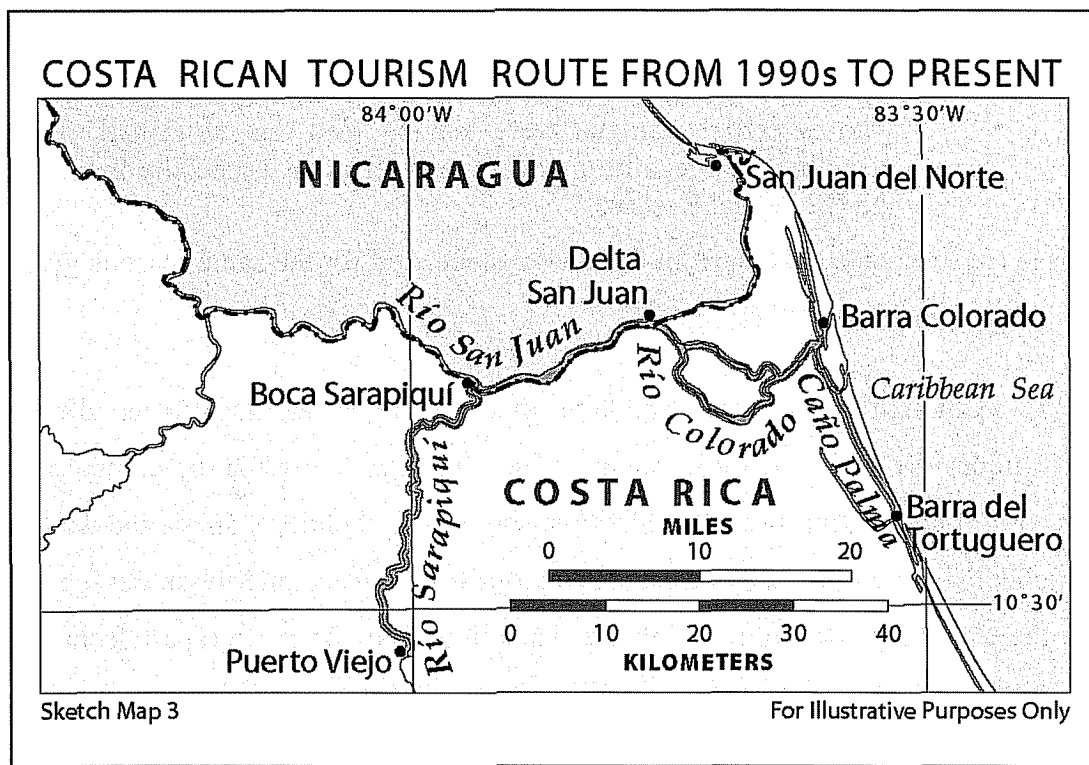 COSTA RICAN TOURISM ROUTE FROM 1990s TO PRESENT
84°00'W
83°30'W
NICARAGUA
San Juan del Norte
Delta
San Juan
Río San Juan
Barra Colorado
Boca Sarapiquí
Río Colorado
Caribbean Sea
Caño Palma
Río Sarapiquí
COSTA RICA
Barra del
Tortuguero
MILES
0 10 20
10°30'
0 10 20 30 40
KILOMETERS
Puerto Viejo
Sketch Map 3
For Illustrative Purposes Only